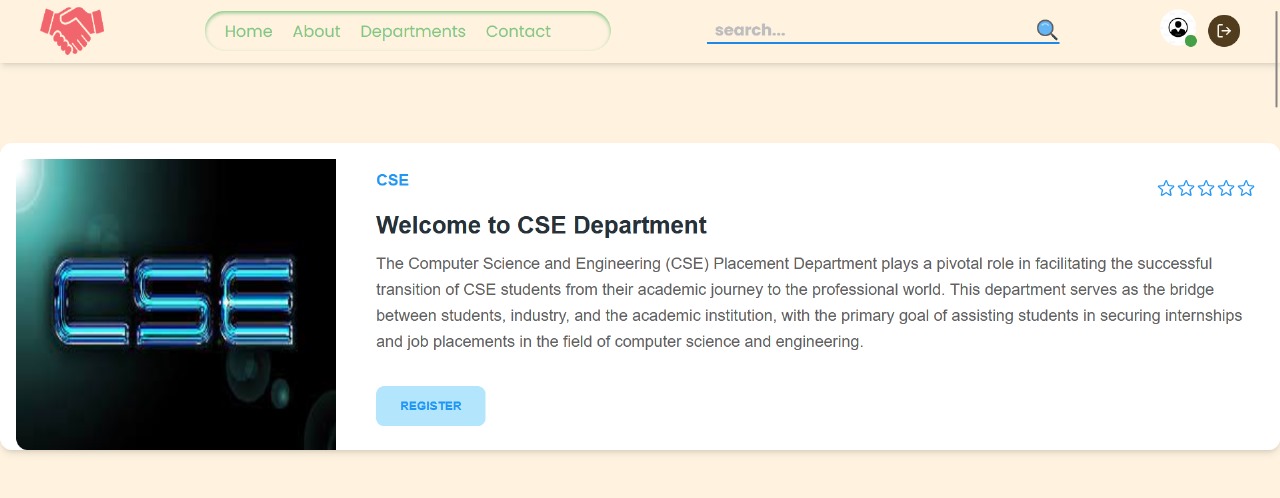 Home About Departments Contact
search...
CSE
CSE
Welcome to CSE Department
The Computer Science and Engineering (CSE) Placement Department plays a pivotal role in facilitating the successful
transition of CSE students from their academic journey to the professional world. This department serves as the bridge
between students, industry, and the academic institution, with the primary goal of assisting students in securing internships
and job placements in the field of computer science and engineering.
REGISTER